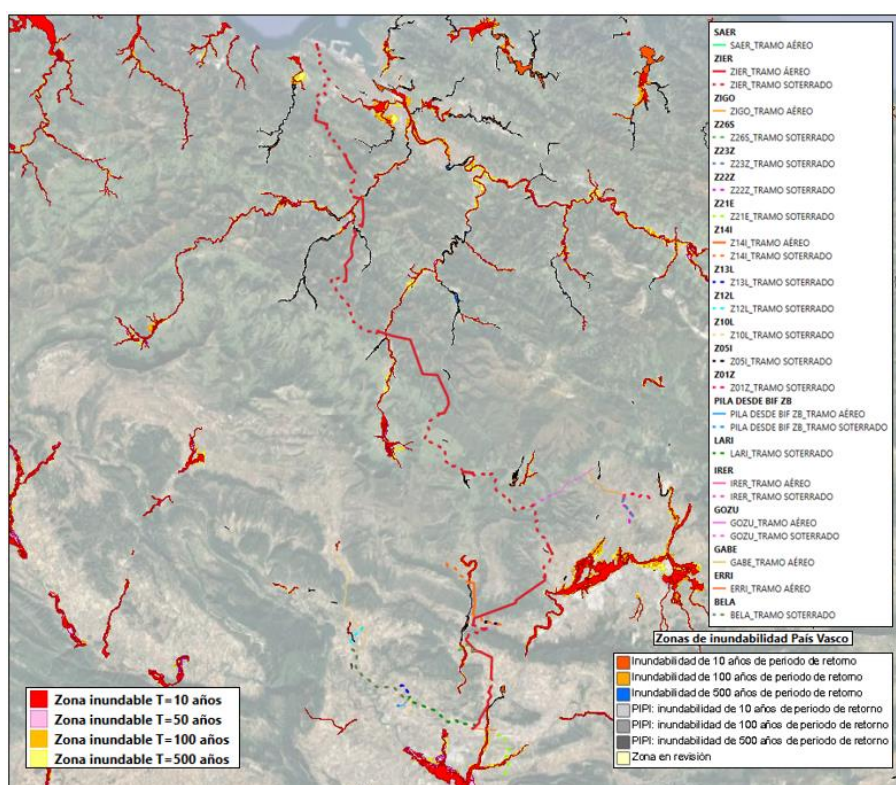 SAER
SAER_TRAMO AÉREO
ZIER
ZIER_TRAMO ÁEREO
ZIER_TRAMO SOTERRADO
ZIGO
ZIGO_TRAMO AÉREO
Z26S
Z26S_TRAMO SOTERRADO
Z23Z
Z23Z_TRAMO SOTERRADO
Z22Z
Z22Z_TRAMO SOTERRADO
Z21E
Z21E_TRAMO SOTERRADO
Z14I
Z14I_TRAMO AÉREO
Z14I_TRAMO SOTERRADO
Z13L
Z13L_TRAMO SOTERRADO
Z12L
Z12L_TRAMO SOTERRADO
Z10L
Z10L_TRAMO SOTERRADO
Z05I
Z05I_TRAMO SOTERRADO
Z01Z
Z01Z_TRAMO SOTERRADO
PILA DESDE BIF ZB
PILA DESDE BIF ZB_TRAMO AÉREO
PILA DESDE BIF ZB_TRAMO SOTERRADO
LARI
LARI_TRAMO SOTERRADO
IRER
IRER_TRAMO AÉREO
IRER_TRAMO SOTERRADO
GOZU
GOZU_TRAMO AÉREO
GOZU_TRAMO SOTERRADO
GABE
GABE_TRAMO AÉREO
ERRI
ERRI_TRAMO AÉREO
BELA
BELA_TRAMO SOTERRADO
Zonas de inundabilidad País Vasco
Inundabilidad de 10 años de periodo de retorno
Inundabilidad de 100 años de periodo de retorno
Inundabilidad de 500 años de periodo de retorno
PIPI: inundabilidad de 10 años de periodo de retorno
PIPI: inundabilidad de 100 años de periodo de retorno
PIPI: inundabilidad de 500 años de periodo de retorno
Zona en revisión
Zona inundable T=10 años
Zona inundable T=50 años
Zona inundable T=100 años
Zona inundable T=500 años